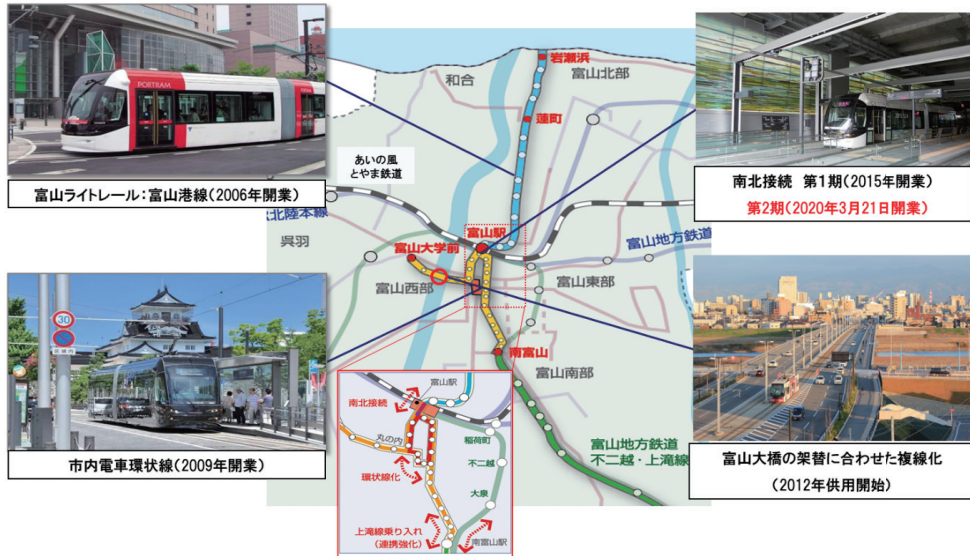 PORTRAM
富山ライトレール：富山港線（2006年開業）
岩瀬浜
和合
富山北部
蓮町
あいの風
とやま鉄道
南北接続 第1期（2015年開業）
第2期（2020年3月21日開業）
北陸本線
呉羽
富山大学前
富山駅
富山地方鉄道
富山西部
富山東部
南富山
富山南部
富山地方鉄道
不二越・上滝線
30
区域内
市内電車環状線（2009年開業）
富山駅
南北接続
丸の内
稲荷町
環状線化
不二越
大泉
上滝線乗り入れ
（連携強化）
南富山駅
富山大橋の架替に合わせた複線化
（2012年供用開始）